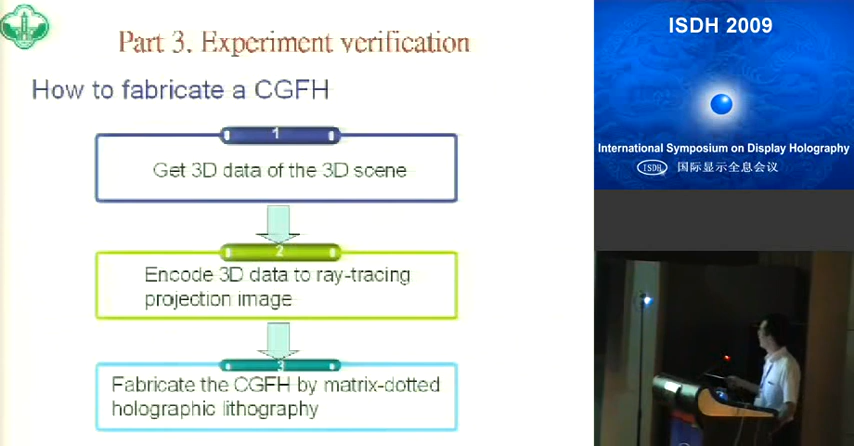 Part 3. Experiment verification
How to fabricate a CGFH
1
Get 3D data of the 3D scene
2
Encode 3D data to ray-tracing
projection image
3
Fabricate the CGFH by matrix-dotted
holographic lithography
ISDH 2009
International Symposium on Display Holography
ISDH 国际显示全息会议